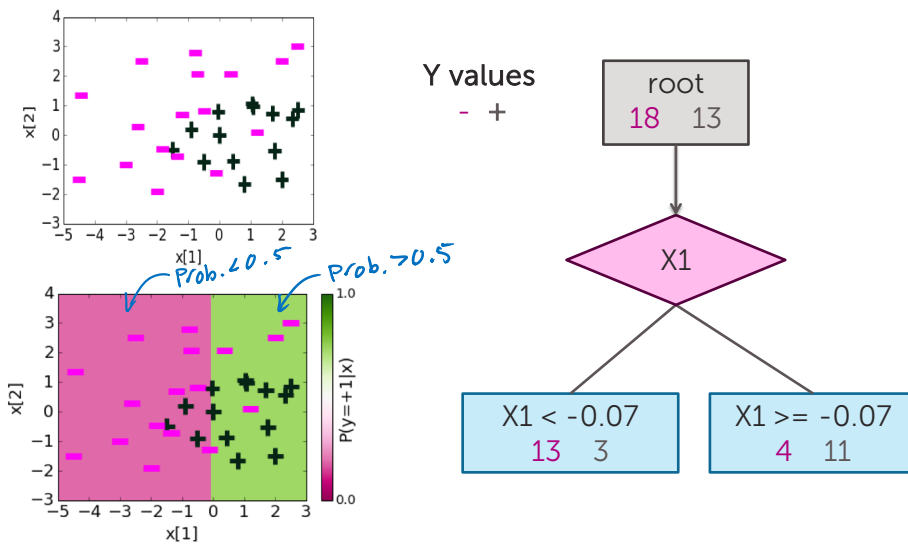 4
3
2
1
0
−1
−2
−3
x[2]
−5 −4 −3 −2 −1 0 1 2 3
x[1]
Y values
- +
root
18 13
X1
Prob. < 0.5
Prob. > 0.5
4
3
2
1
0
−1
−2
−3
x[2]
−5 −4 −3 −2 −1 0 1 2 3
x[1]
1.0
0.0
P(y=+1|x)
X1 < -0.07
13 3
X1 >= -0.07
4 11